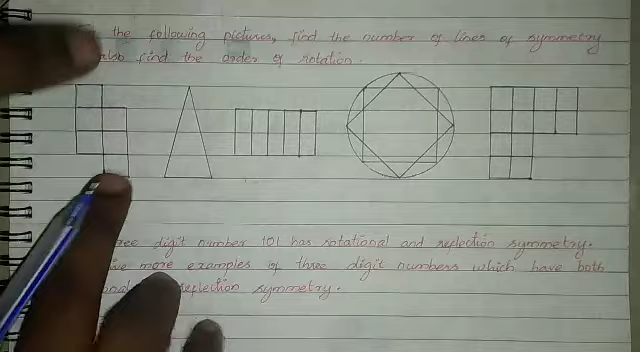 the following pictures, find the number of lines of symmetry
also find the order of rotation.
digit number 101 has rotational and reflection symmetry.
more examples of three digit numbers which have both
reflection symmetry.